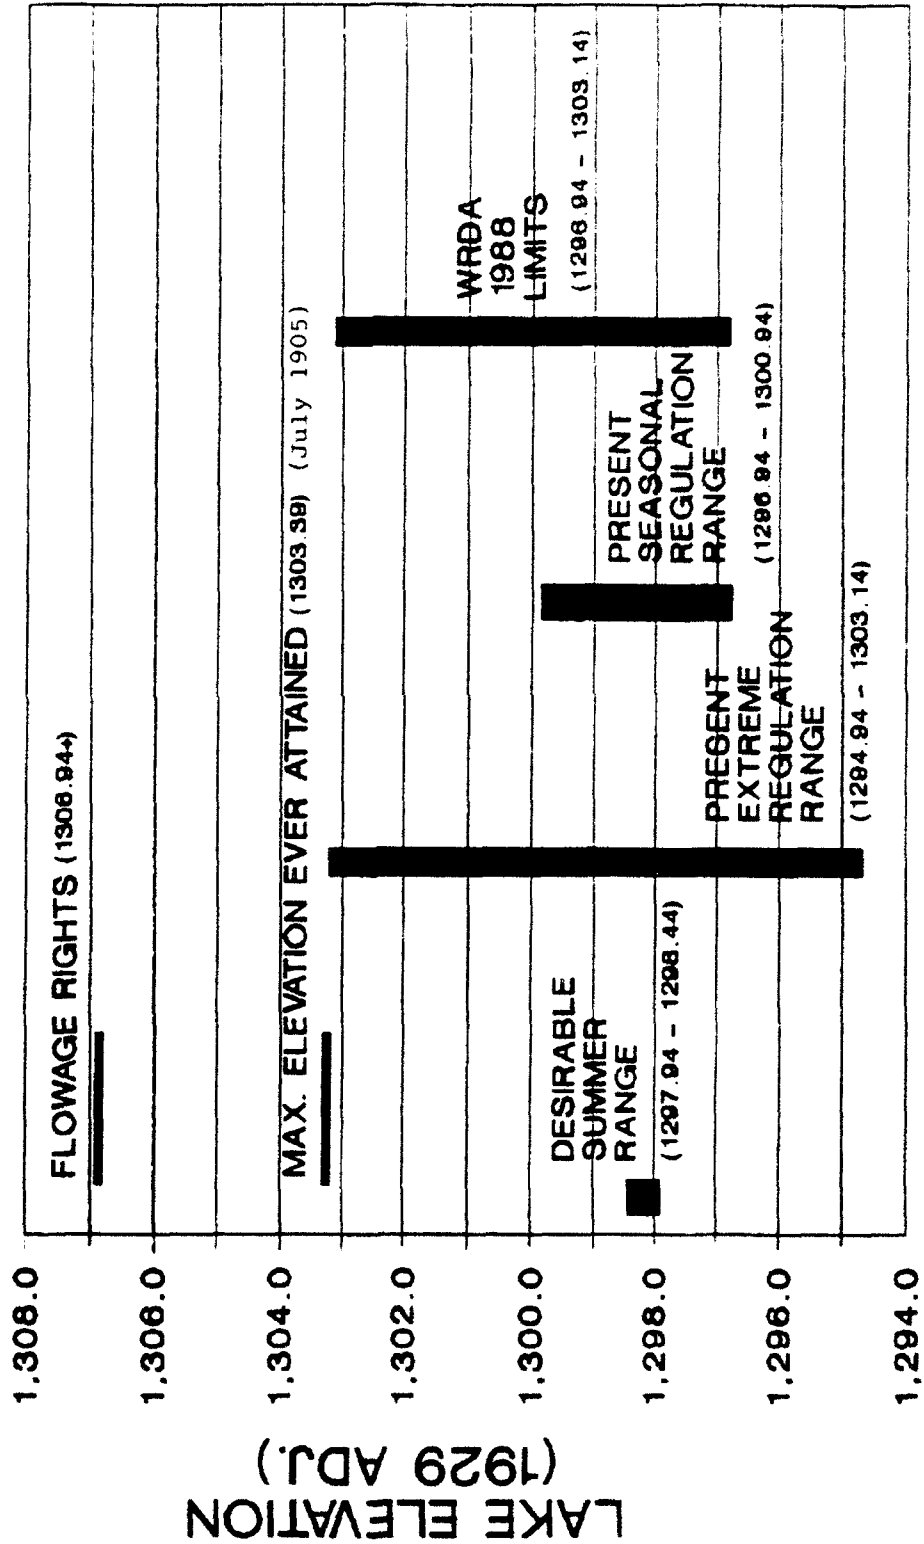 LAKE ELEVATION
(1929 ADJ.)
1,308.0
1,306.0
1,304.0
1,302.0
1,300.0
1,298.0
1,296.0
1,294.0
FLOWAGE RIGHTS (1306.94+)
MAX. ELEVATION EVER ATTAINED (1303.39) (July 1905)
DESIRABLE
SUMMER
RANGE
(1297.94 - 1298.44)
PRESENT
EXTREME
REGULATION
RANGE
(1294.94 - 1303.14)
PRESENT
SEASONAL
REGULATION
RANGE
(1296.94 - 1300.94)
WRDA
1988
LIMITS
(1296.94 - 1303.14)